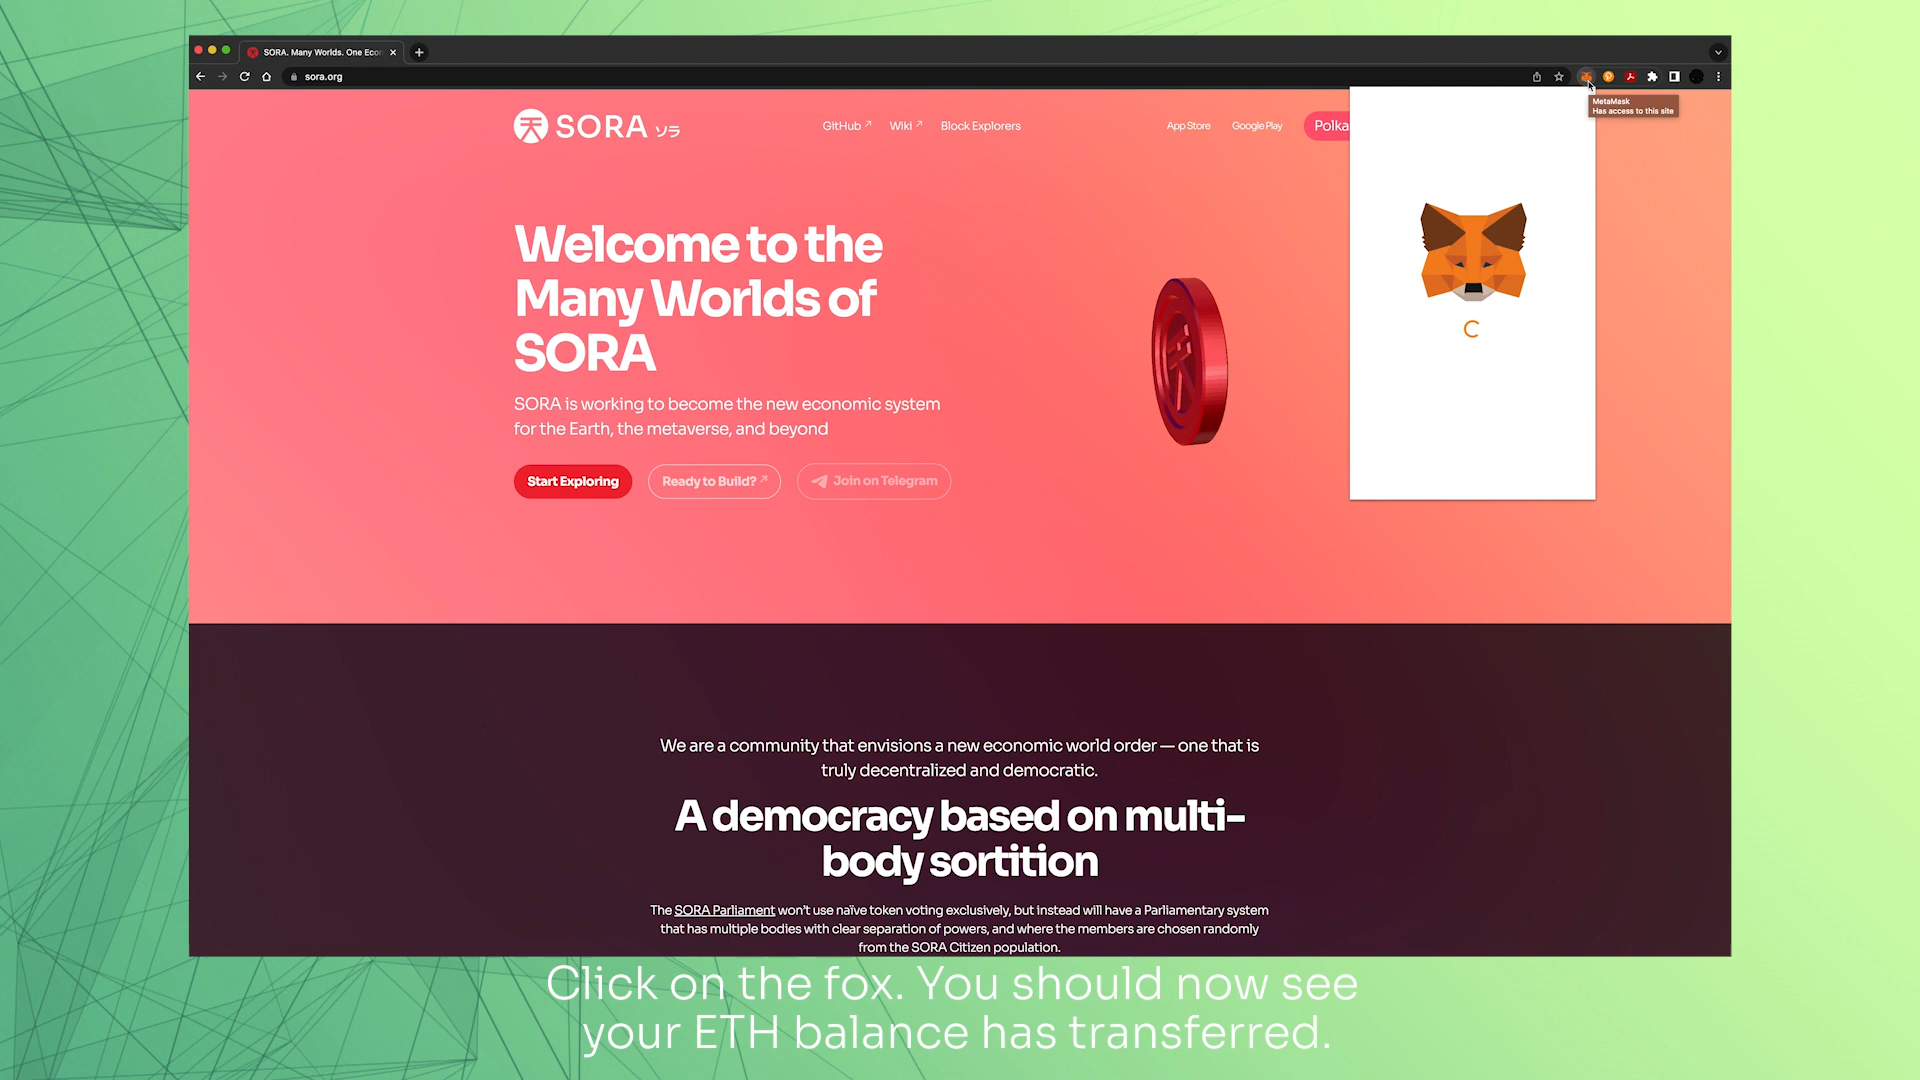 SORA. Many Worlds. One Econ
sora.org
MetaMask
Has access to this site
SORA ソラ
GitHub
Wiki
Block Explorers
App Store
Google Play
Polka
Welcome to the
Many Worlds of
SORA
SORA is working to become the new economic system
for the Earth, the metaverse, and beyond
Start Exploring
Ready to Build?
Join on Telegram
We are a community that envisions a new economic world order — one that is
truly decentralized and democratic.
A democracy based on multi-
body sortition
The SORA Parliament won't use naïve token voting exclusively, but instead will have a Parliamentary system
that has multiple bodies with clear separation of powers, and where the members are chosen randomly
from the SORA Citizen population.
Click on the fox. You should now see
your ETH balance has transferred.